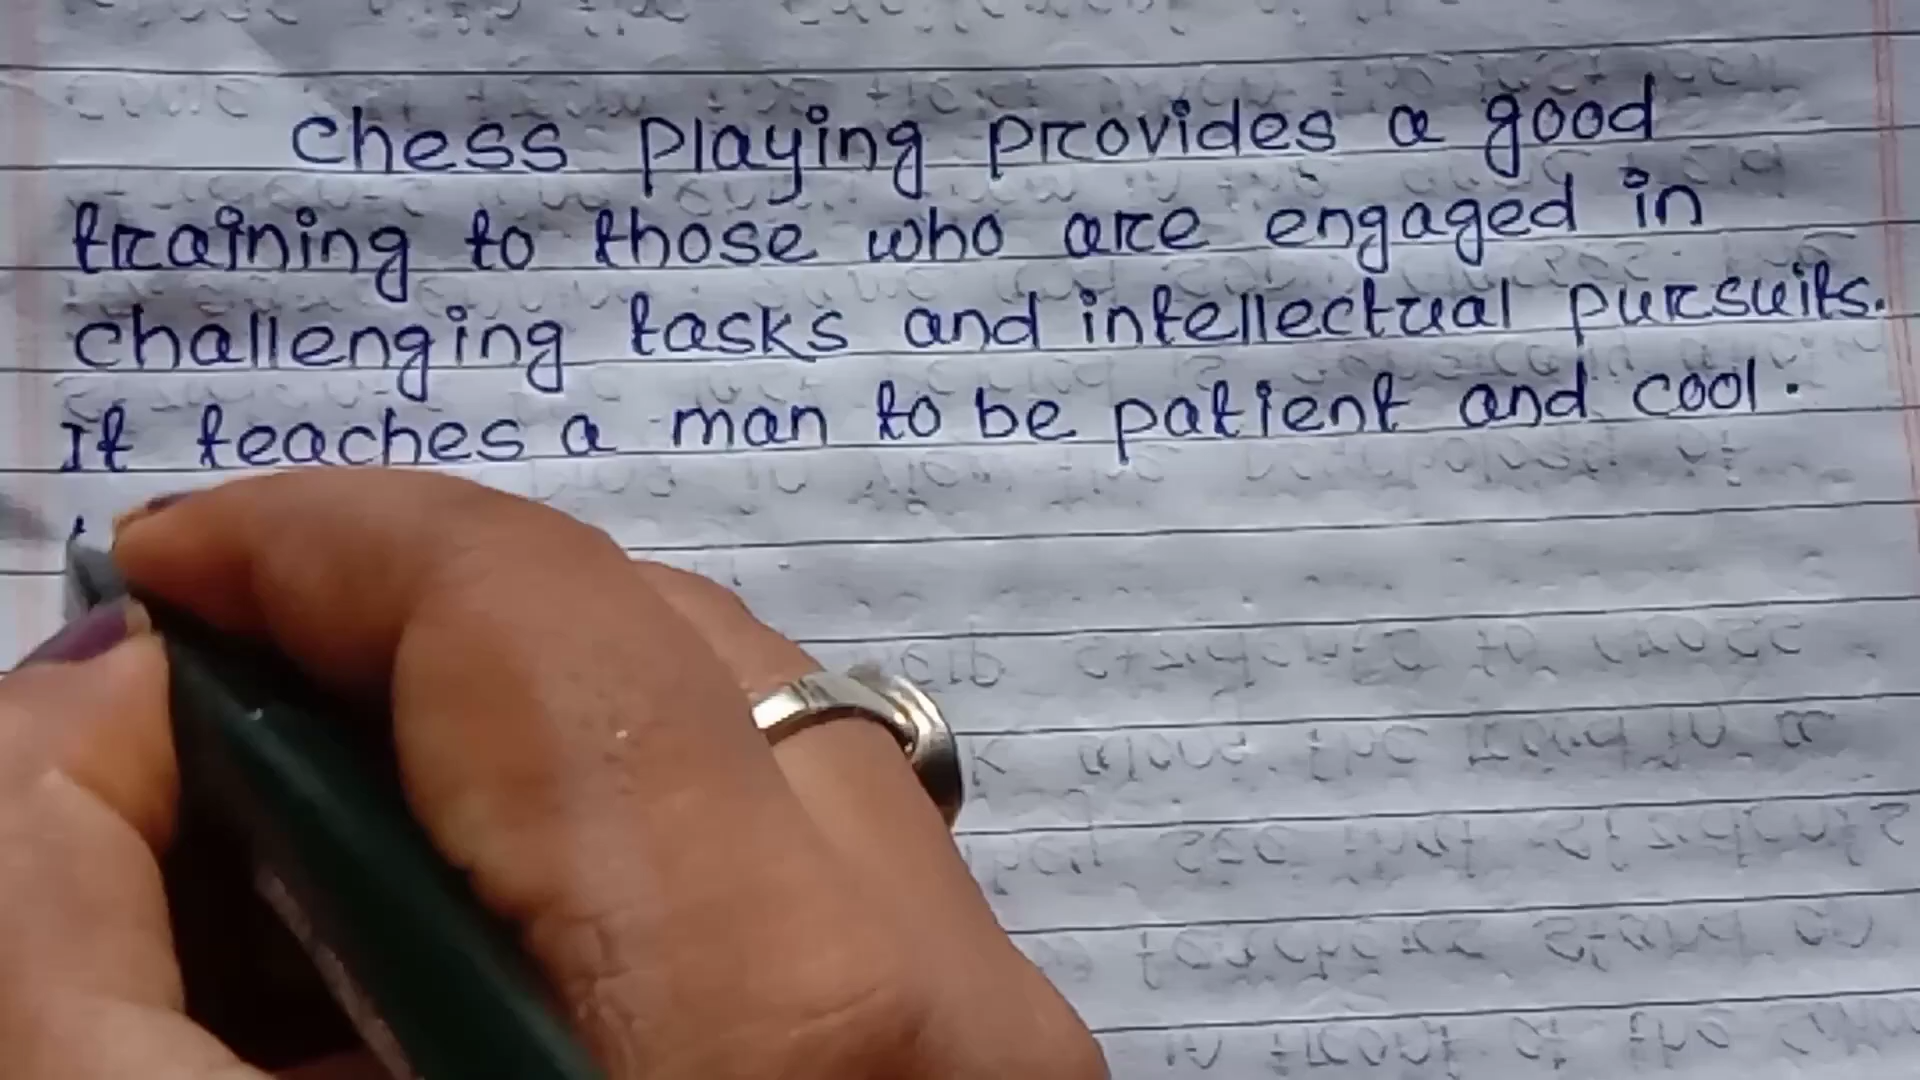 Chess playing provides a good
training to those who are engaged in
challenging tasks and intellectual pursuits.
It teaches a man to be patient and cool.